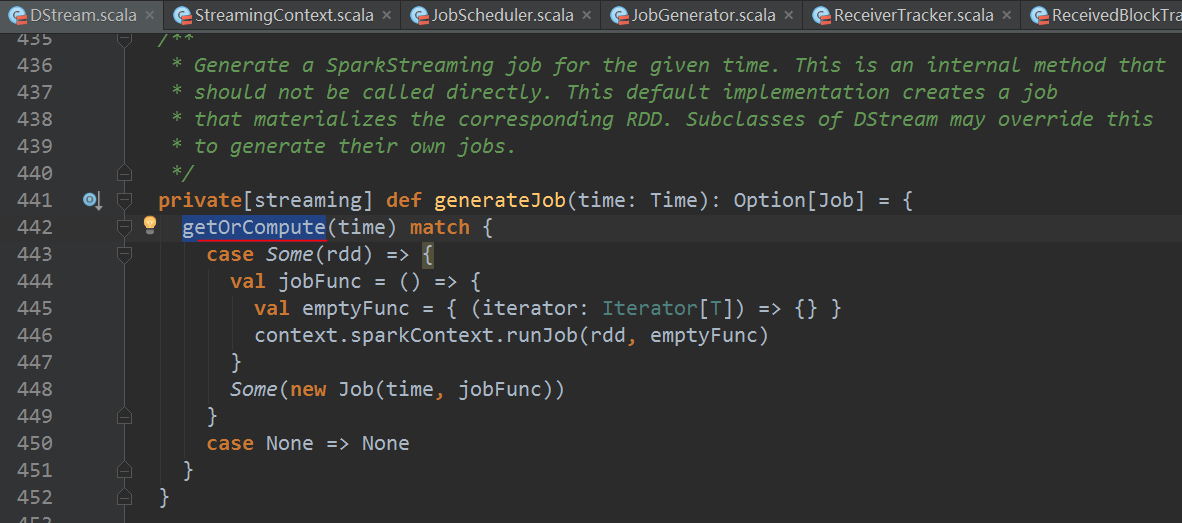 DStream.scala × StreamingContext.scala × JobScheduler.scala × JobGenerator.scala × ReceiverTracker.scala × ReceivedBlockTra
435 /**
436 * Generate a SparkStreaming job for the given time. This is an internal method that
437 * should not be called directly. This default implementation creates a job
438 * that materializes the corresponding RDD. Subclasses of DStream may override this
439 * to generate their own jobs.
440 */
441 private[streaming] def generateJob(time: Time): Option[Job] = {
442 getOrCompute(time) match {
443 case Some(rdd) => {
444 val jobFunc = () => {
445 val emptyFunc = { (iterator: Iterator[T]) => {} }
446 context.sparkContext.runJob(rdd, emptyFunc)
447 }
448 Some(new Job(time, jobFunc))
449 }
450 case None => None
451 }
452 }
453